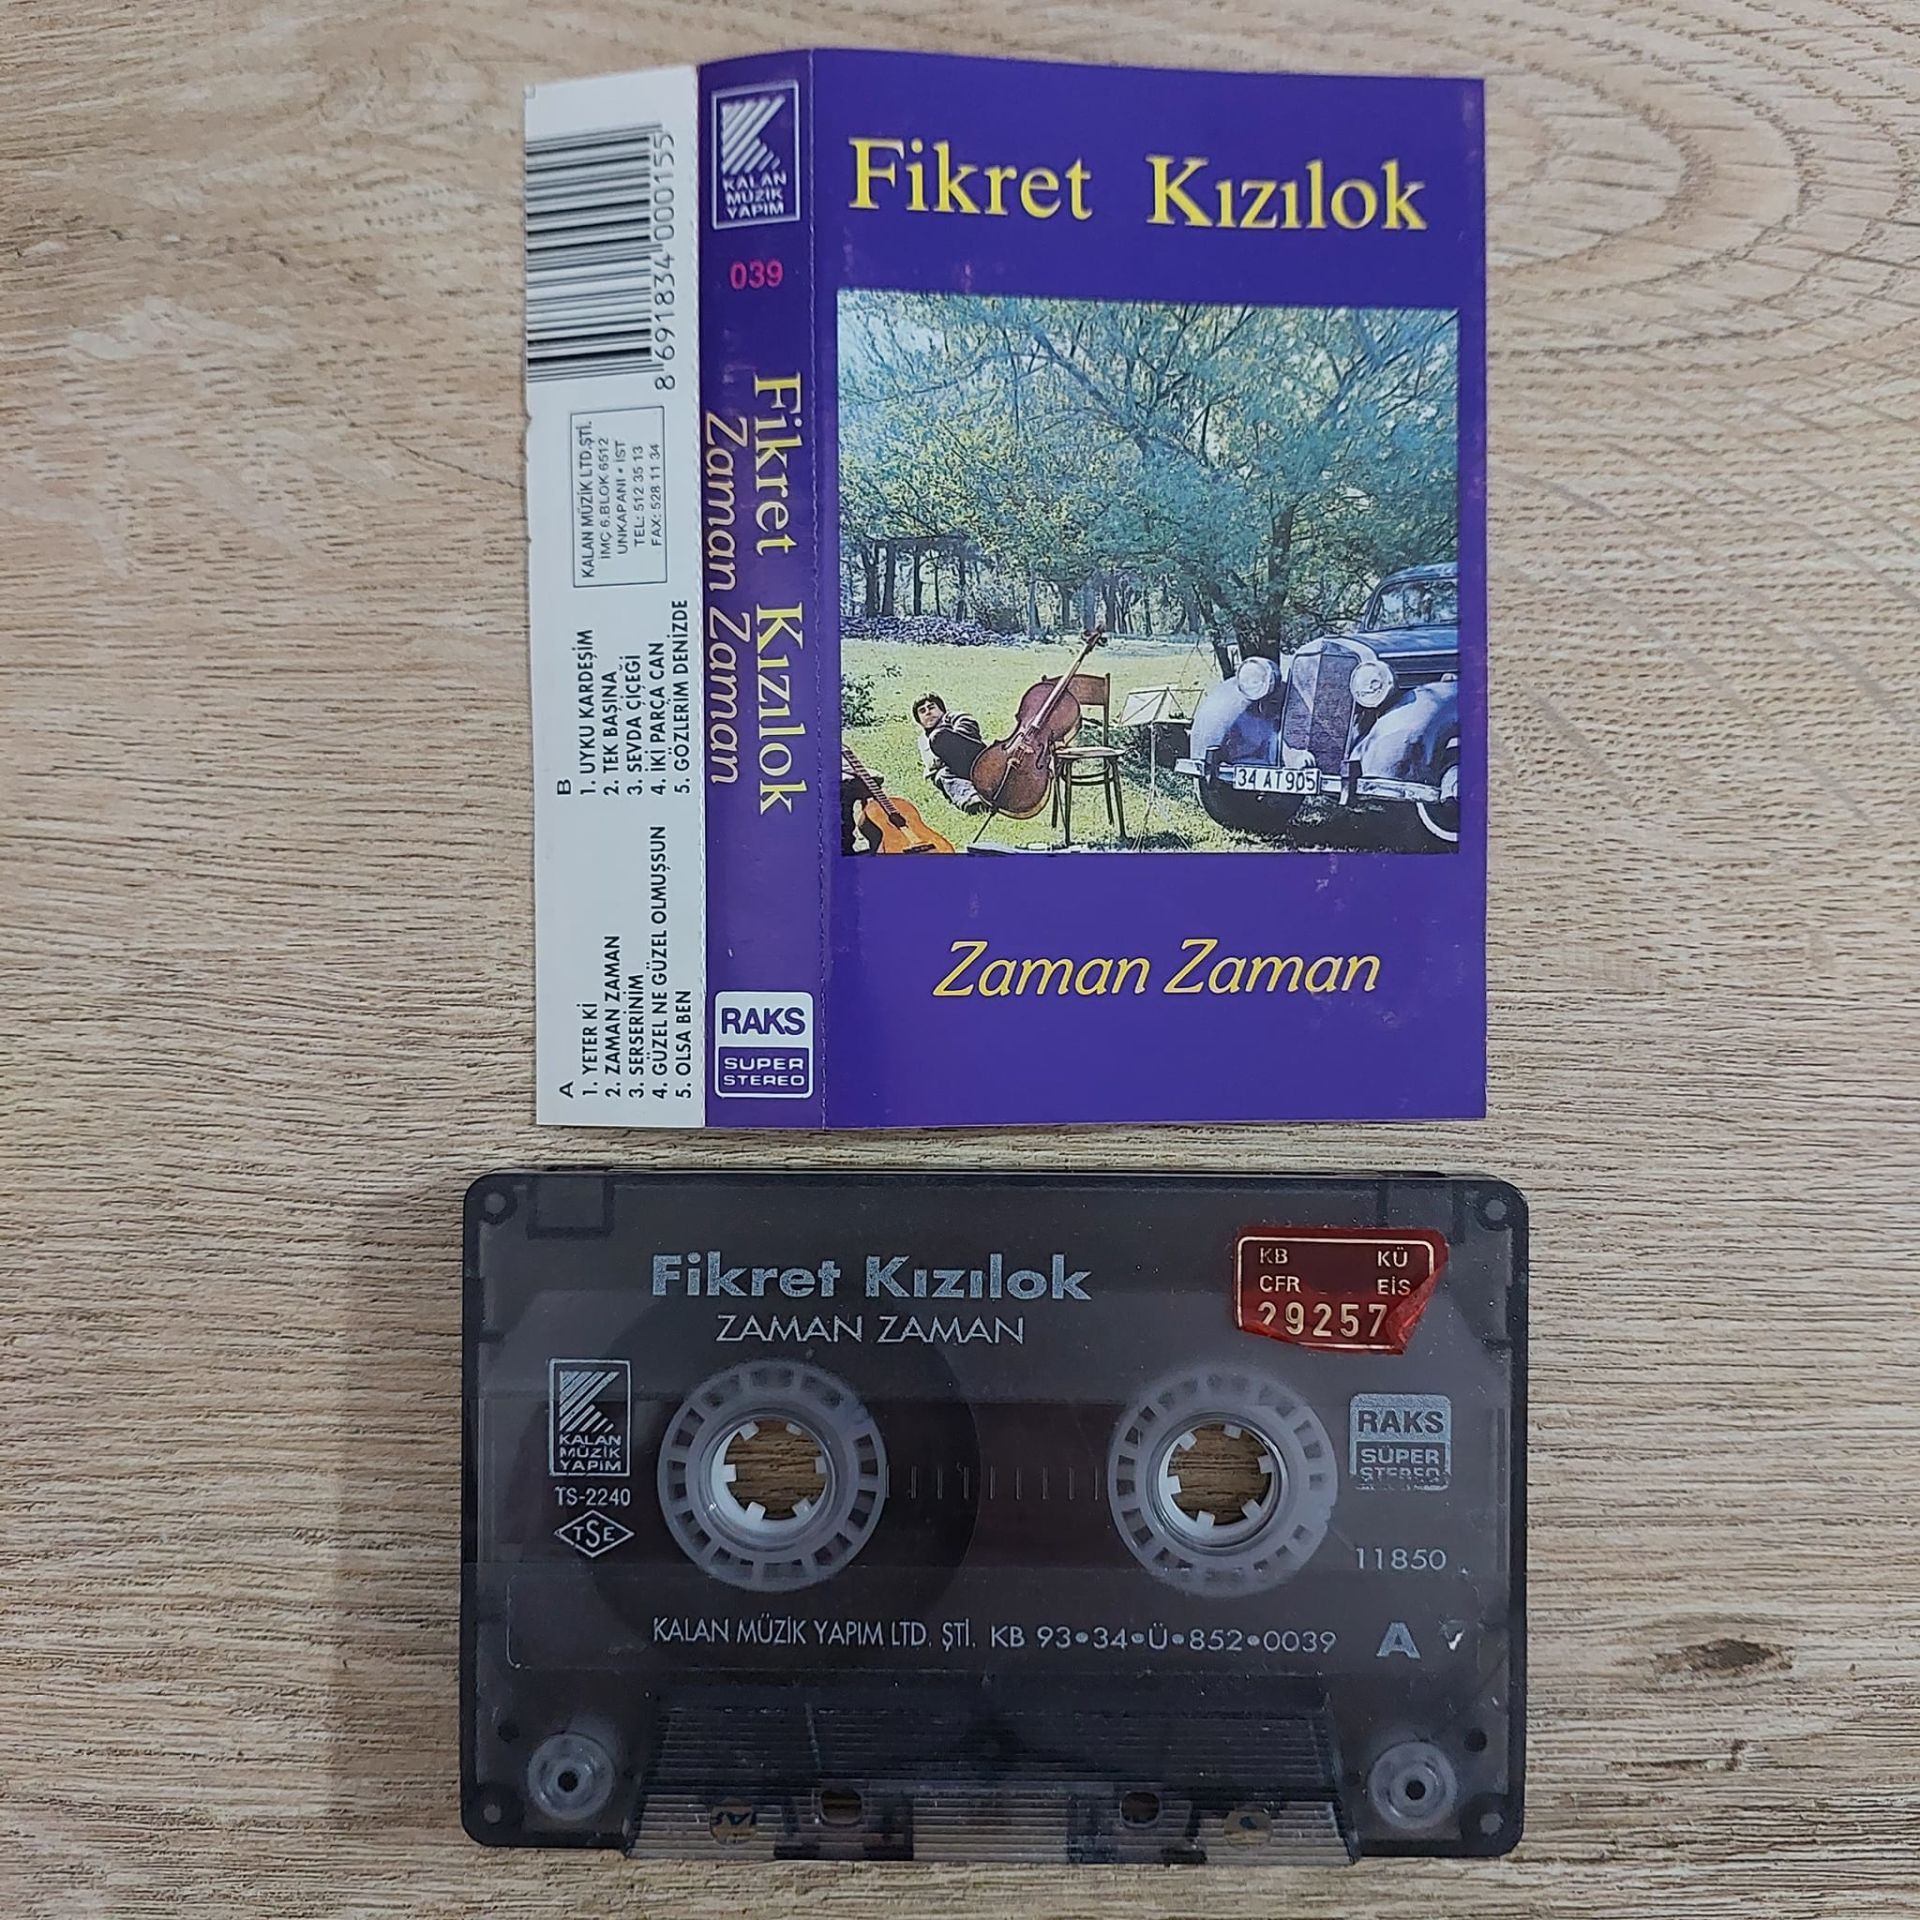 8 691834 000155
KALAN MÜZİK LTD.ŞTİ.
İMÇ 6.BLOK 6512
UNKAPANI • İST
TEL: 512 35 13
FAX: 528 11 34
A
1. YETER Kİ
2. ZAMAN ZAMAN
3. SERSERİNİM
4. GÜZEL NE GÜZEL OLMUŞSUN
5. OLSA BEN
B
1. UYKU KARDEŞİM
2. TEK BAŞINA
3. SEVDA ÇİÇEĞİ
4. İKİ PARÇA CAN
5. GÖZLERİM DENİZDE
KALAN
MÜZİK
YAPIM
039
Fikret Kızılok
Zaman Zaman
RAKS
SUPER
STEREO
Fikret Kızılok
34 AT 905
Zaman Zaman
Fikret Kızılok
ZAMAN ZAMAN
KB KÜ
CFR EİS
29257
KALAN
MÜZİK
YAPIM
TS-2240
TSE
RAKS
SÜPER
STEREO
11850
KALAN MÜZİK YAPIM LTD. ŞTİ. KB 93•34•Ü•852•0039 A